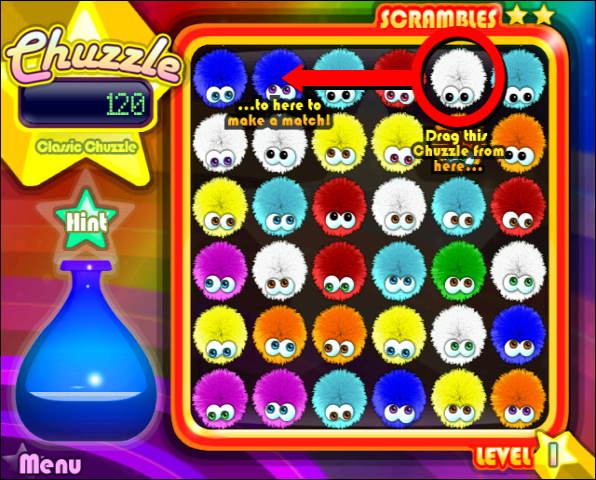 SCRAMBLES
Chuzzle
120
Classic Chuzzle
...to here to
make a match!
Drag this
Chuzzle from
here...
Hint
Menu
LEVEL 1